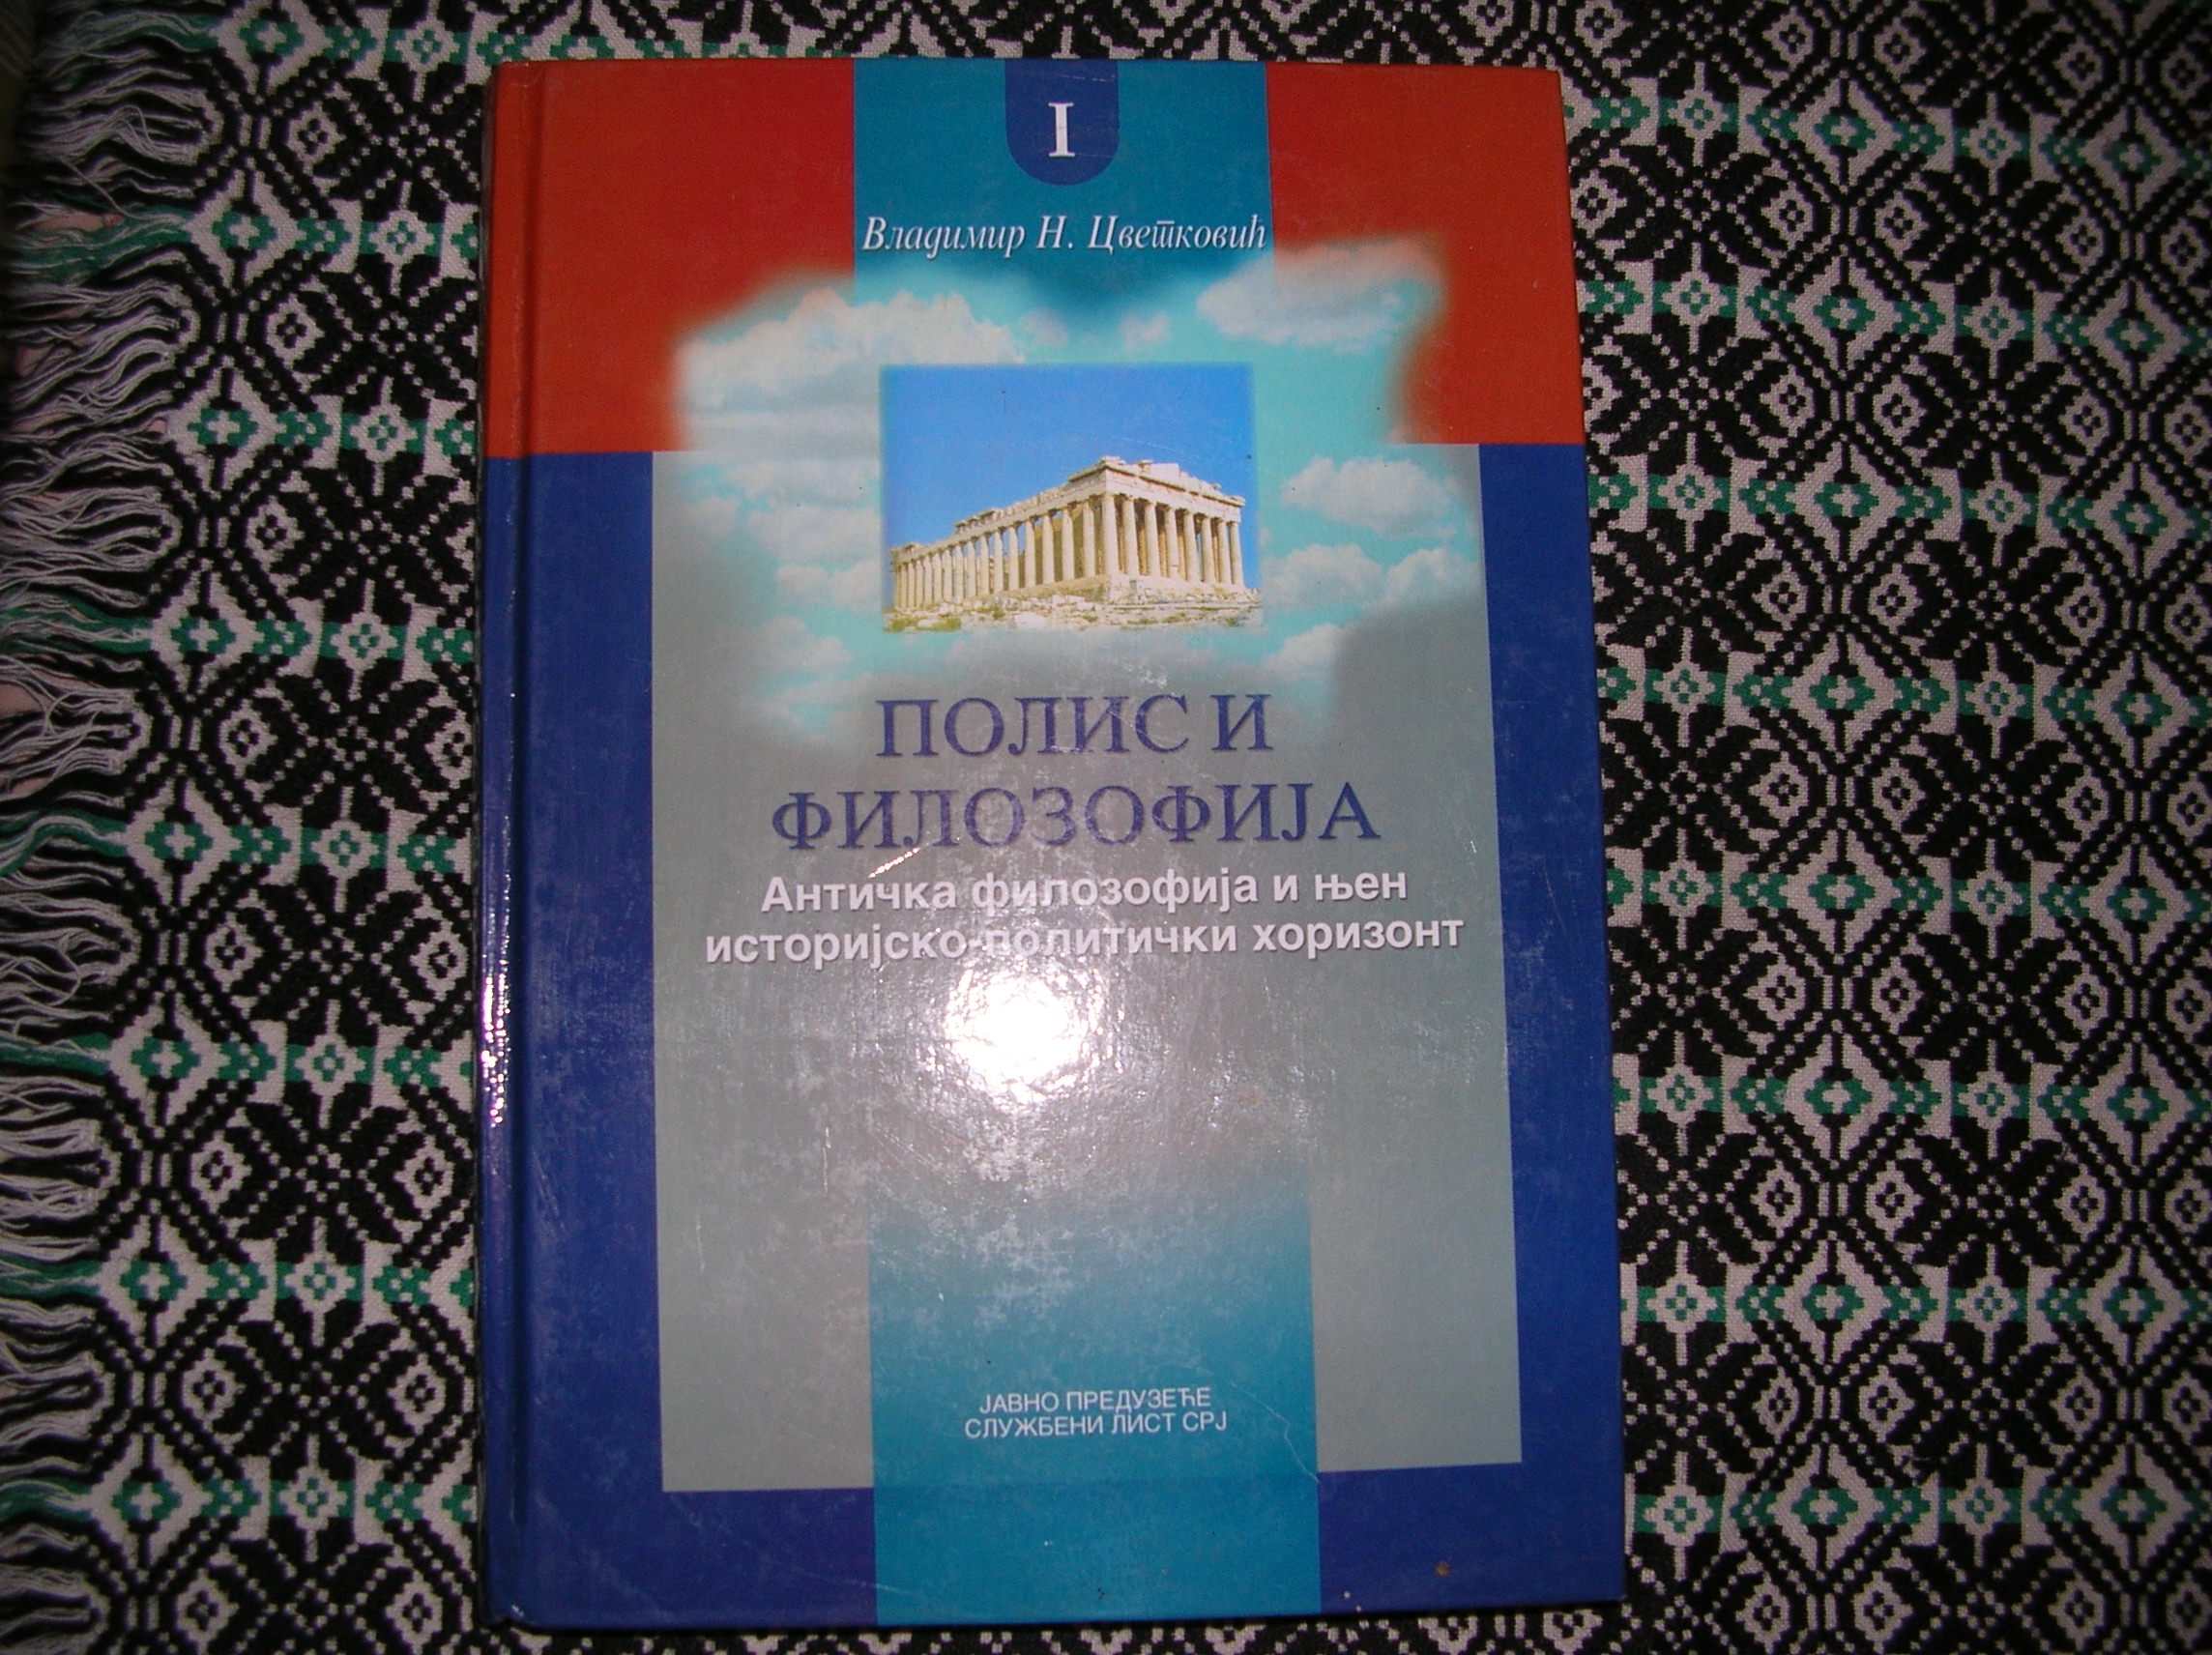 I
Владимир Н. Цветковић
ПОЛИС И
ФИЛОЗОФИЈА
Античка филозофија и њен
историјско-политички хоризонт
ЈАВНО ПРЕДУЗЕЋЕ
СЛУЖБЕНИ ЛИСТ СРЈ